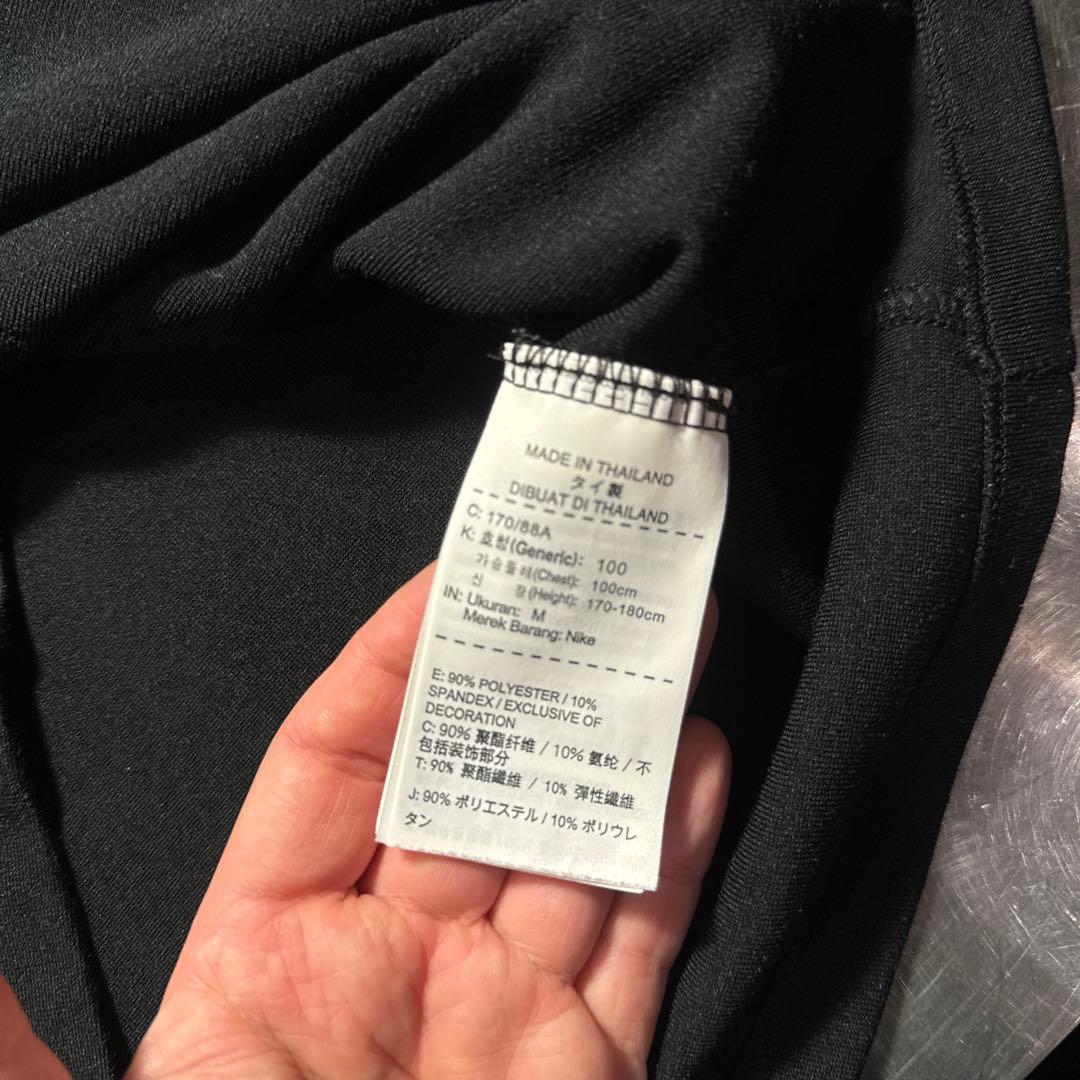 MADE IN THAILAND
タイ製
DIBUAT DI THAILAND
C: 170/88A
K: 호칭(Generic): 100
가슴둘레(Chest): 100cm
신 장(Height): 170-180cm
IN: Ukuran: M
Merek Barang: Nike
E: 90% POLYESTER / 10%
SPANDEX / EXCLUSIVE OF
DECORATION
C: 90% 聚酯纤维 / 10% 氨纶 / 不
包括装饰部分
T: 90% 聚酯纖維 / 10% 彈性纖維
J: 90% ポリエステル / 10% ポリウレ
タン